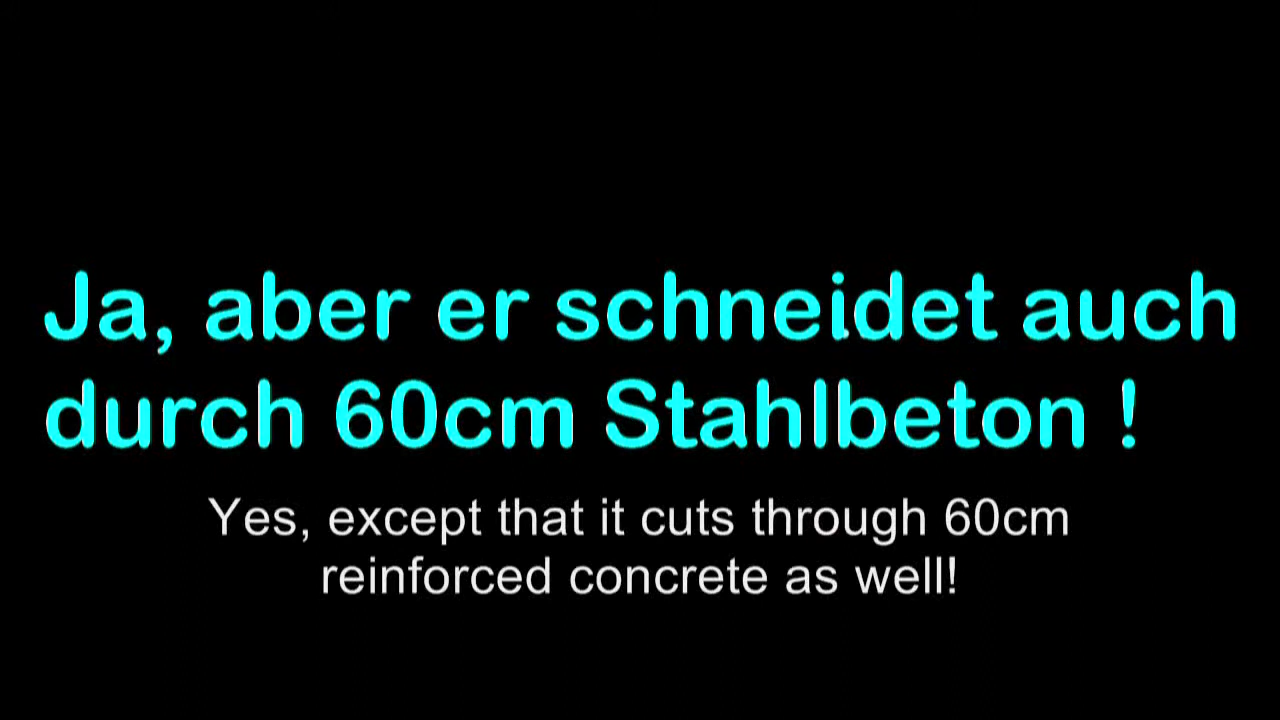 Ja, aber er schneidet auch
durch 60cm Stahlbeton !
Yes, except that it cuts through 60cm
reinforced concrete as well!